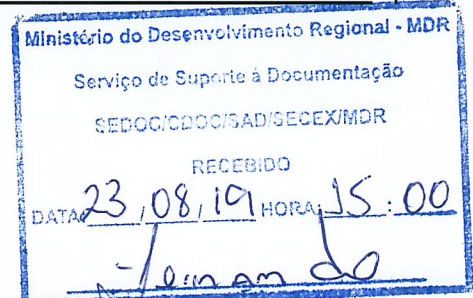 Ministério do Desenvolvimento Regional - MDR
Serviço de Suporte à Documentação
SEDOC/CDOC/SAD/SECEX/MDR
RECEBIDO
DATA 23 / 08 / 19 HORA: 15 : 00